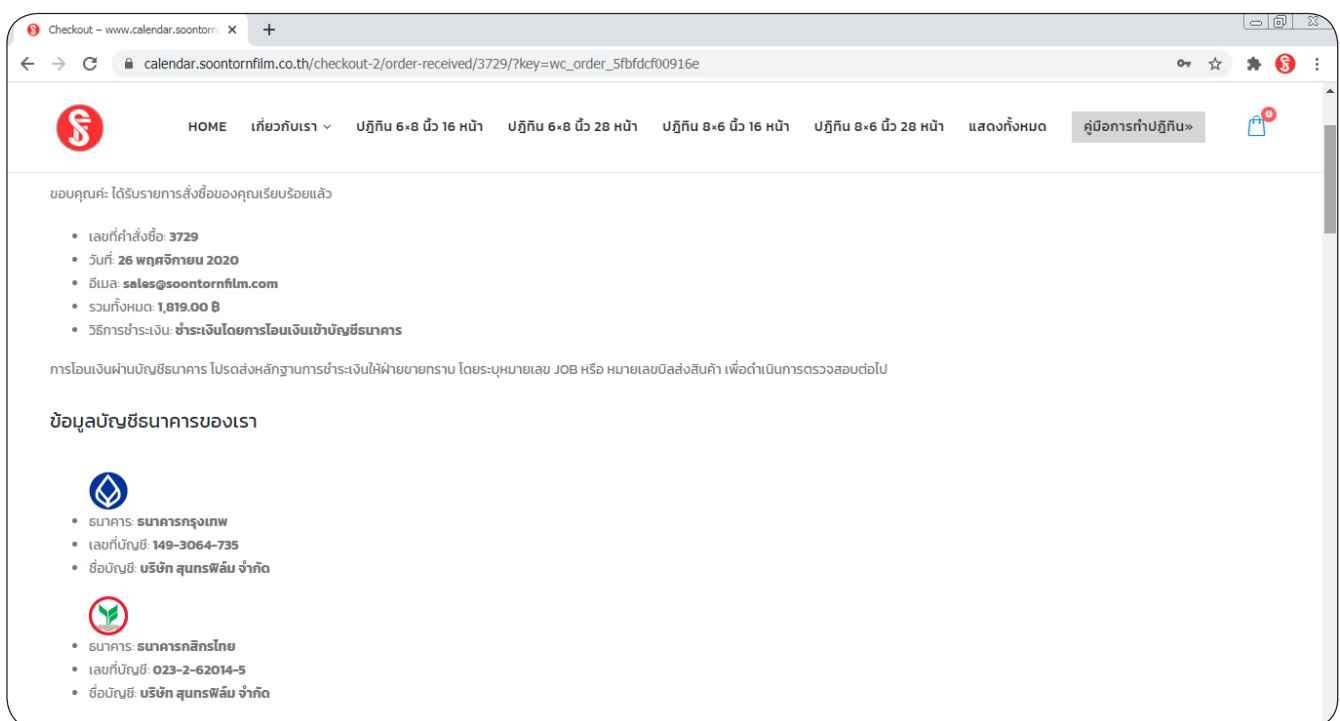 Checkout – www.calendar.soontorn
calendar.soontornfilm.co.th/checkout-2/order-received/3729/?key=wc_order_5fbfdcf00916e
HOME เกี่ยวกับเรา ปฎิทิน 6×8 นิ้ว 16 หน้า ปฎิทิน 6×8 นิ้ว 28 หน้า ปฎิทิน 8×6 นิ้ว 16 หน้า ปฎิทิน 8×6 นิ้ว 28 หน้า แสดงทั้งหมด คู่มือการทำปฎิทิน» 0
ขอบคุณค่ะ ได้รับรายการสั่งซื้อของคุณเรียบร้อยแล้ว
• เลขที่คำสั่งซื้อ: 3729
• วันที่: 26 พฤศจิกายน 2020
• อีเมล: sales@soontornfilm.com
• รวมทั้งหมด: 1,819.00 ฿
• วิธีการชำระเงิน: ชำระเงินโดยการโอนเงินเข้าบัญชีธนาคาร
การโอนเงินผ่านบัญชีธนาคาร โปรดส่งหลักฐานการชำระเงินให้ฝ่ายขายทราบ โดยระบุหมายเลข JOB หรือ หมายเลขบิลส่งสินค้า เพื่อดำเนินการตรวจสอบต่อไป
ข้อมูลบัญชีธนาคารของเรา
• ธนาคาร: ธนาคารกรุงเทพ
• เลขที่บัญชี: 149-3064-735
• ชื่อบัญชี: บริษัท สุนทรฟิล์ม จำกัด
• ธนาคาร: ธนาคารกสิกรไทย
• เลขที่บัญชี: 023-2-62014-5
• ชื่อบัญชี: บริษัท สุนทรฟิล์ม จำกัด